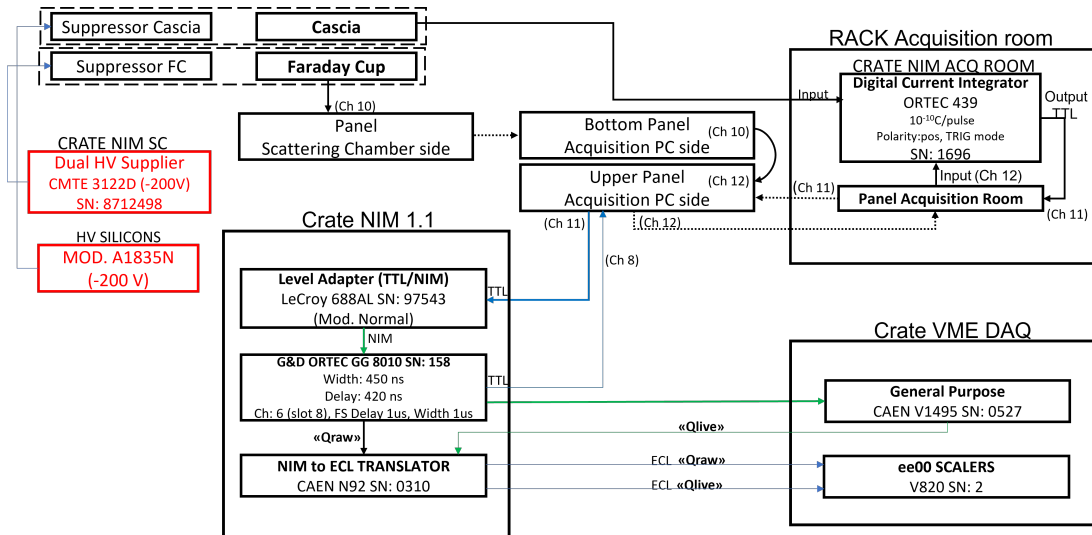 Suppressor Cascia
Cascia
Suppressor FC
Faraday Cup
(Ch 10)
Panel
Scattering Chamber side
CRATE NIM SC
Dual HV Supplier
CMTE 3122D (-200V)
SN: 8712498
HV SILICONS
MOD. A1835N
(-200 V)
Bottom Panel
Acquisition PC side
(Ch 10)
Upper Panel
Acquisition PC side
(Ch 12)
(Ch 11)
(Ch 12)
(Ch 8)
(Ch 11)
RACK Acquisition room
CRATE NIM ACQ ROOM
Digital Current Integrator
ORTEC 439
10⁻¹⁰C/pulse
Polarity:pos, TRIG mode
SN: 1696
Input
Output
TTL
Input (Ch 12)
Panel Acquisition Room
(Ch 11)
Crate NIM 1.1
Level Adapter (TTL/NIM)
LeCroy 688AL SN: 97543
(Mod. Normal)
TTL
NIM
G&D ORTEC GG 8010 SN: 158
Width: 450 ns
Delay: 420 ns
Ch: 6 (slot 8), FS Delay 1us, Width 1us
TTL
«Qraw»
NIM to ECL TRANSLATOR
CAEN N92 SN: 0310
«Qlive»
ECL «Qraw»
ECL «Qlive»
Crate VME DAQ
General Purpose
CAEN V1495 SN: 0527
ee00 SCALERS
V820 SN: 2